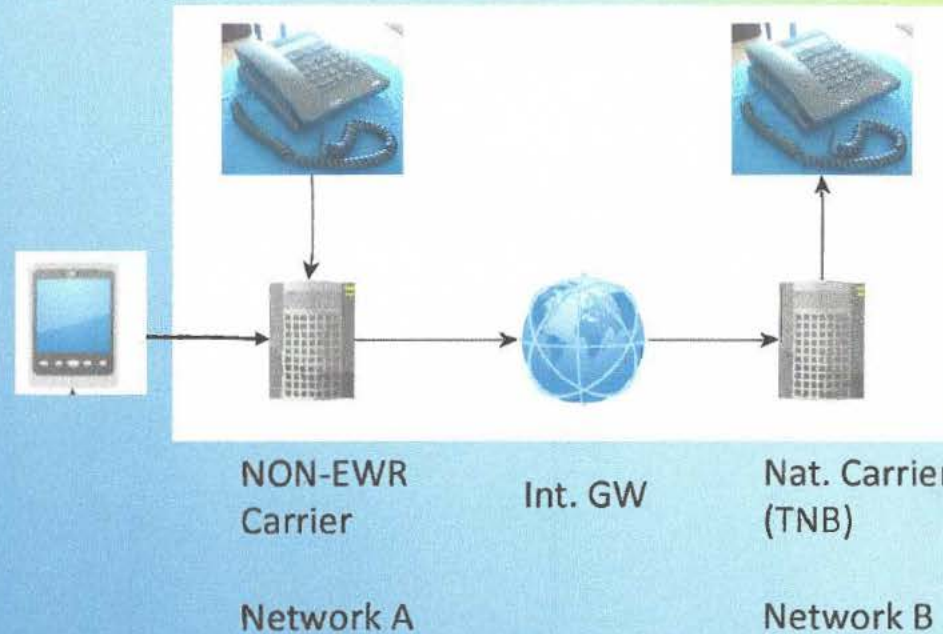 NON-EWR
Carrier
Int. GW
Nat. Carrier
(TNB)
Network A
Network B